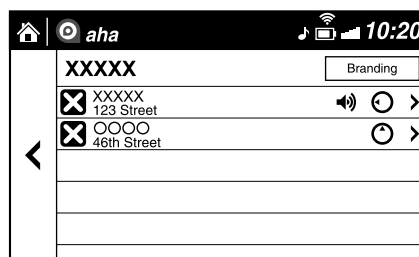 aha 10:20
XXXXX Branding
XXXXX
123 Street
OOOO
46th Street